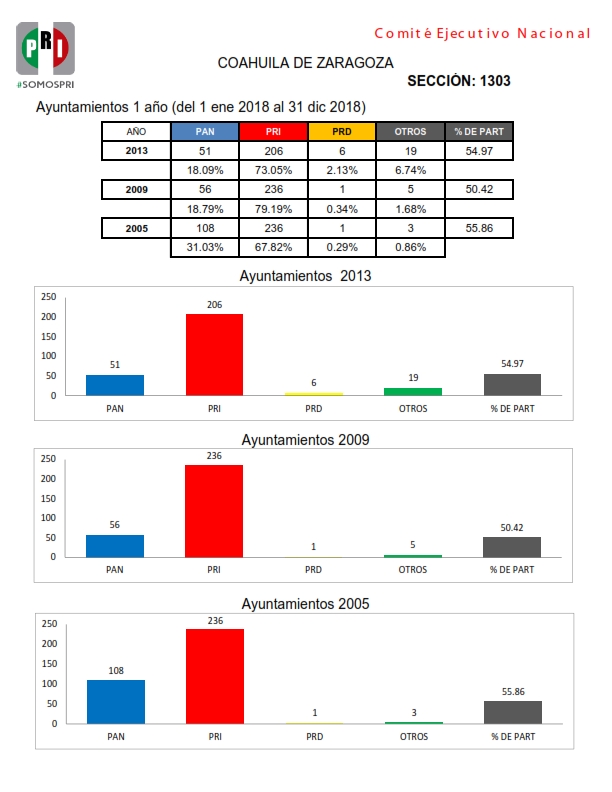 Comité Ejecutivo Nacional
PRI
#SOMOSPRI
COAHUILA DE ZARAGOZA
SECCIÓN: 1303
Ayuntamientos 1 año (del 1 ene 2018 al 31 dic 2018)
AÑO PAN PRI PRD OTROS % DE PART
2013 51 206 6 19 54.97
18.09% 73.05% 2.13% 6.74%
2009 56 236 1 5 50.42
18.79% 79.19% 0.34% 1.68%
2005 108 236 1 3 55.86
31.03% 67.82% 0.29% 0.86%
Ayuntamientos 2013
250
200
150
100
50
0
51
206
6
19
54.97
PAN PRI PRD OTROS % DE PART
Ayuntamientos 2009
250
200
150
100
50
0
56
236
1
5
50.42
PAN PRI PRD OTROS % DE PART
Ayuntamientos 2005
250
200
150
100
50
0
108
236
1
3
55.86
PAN PRI PRD OTROS % DE PART